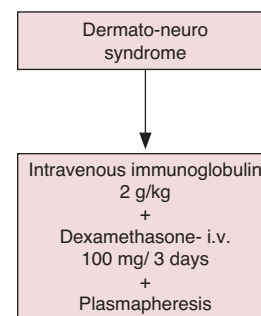 Dermato-neuro
syndrome
Intravenous immunoglobulin
2 g/kg
+
Dexamethasone- i.v.
100 mg/ 3 days
+
Plasmapheresis